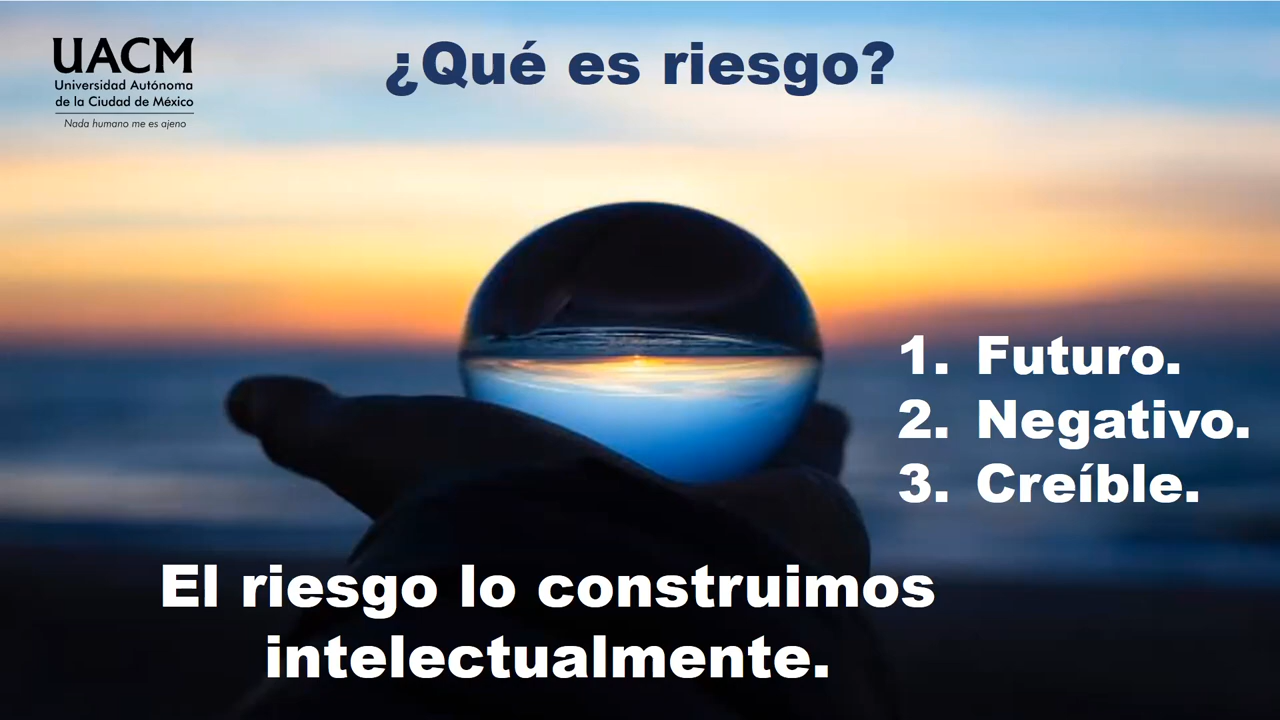 UACM
Universidad Autónoma
de la Ciudad de México
Nada humano me es ajeno
¿Qué es riesgo?
1. Futuro.
2. Negativo.
3. Creíble.
El riesgo lo construimos
intelectualmente.